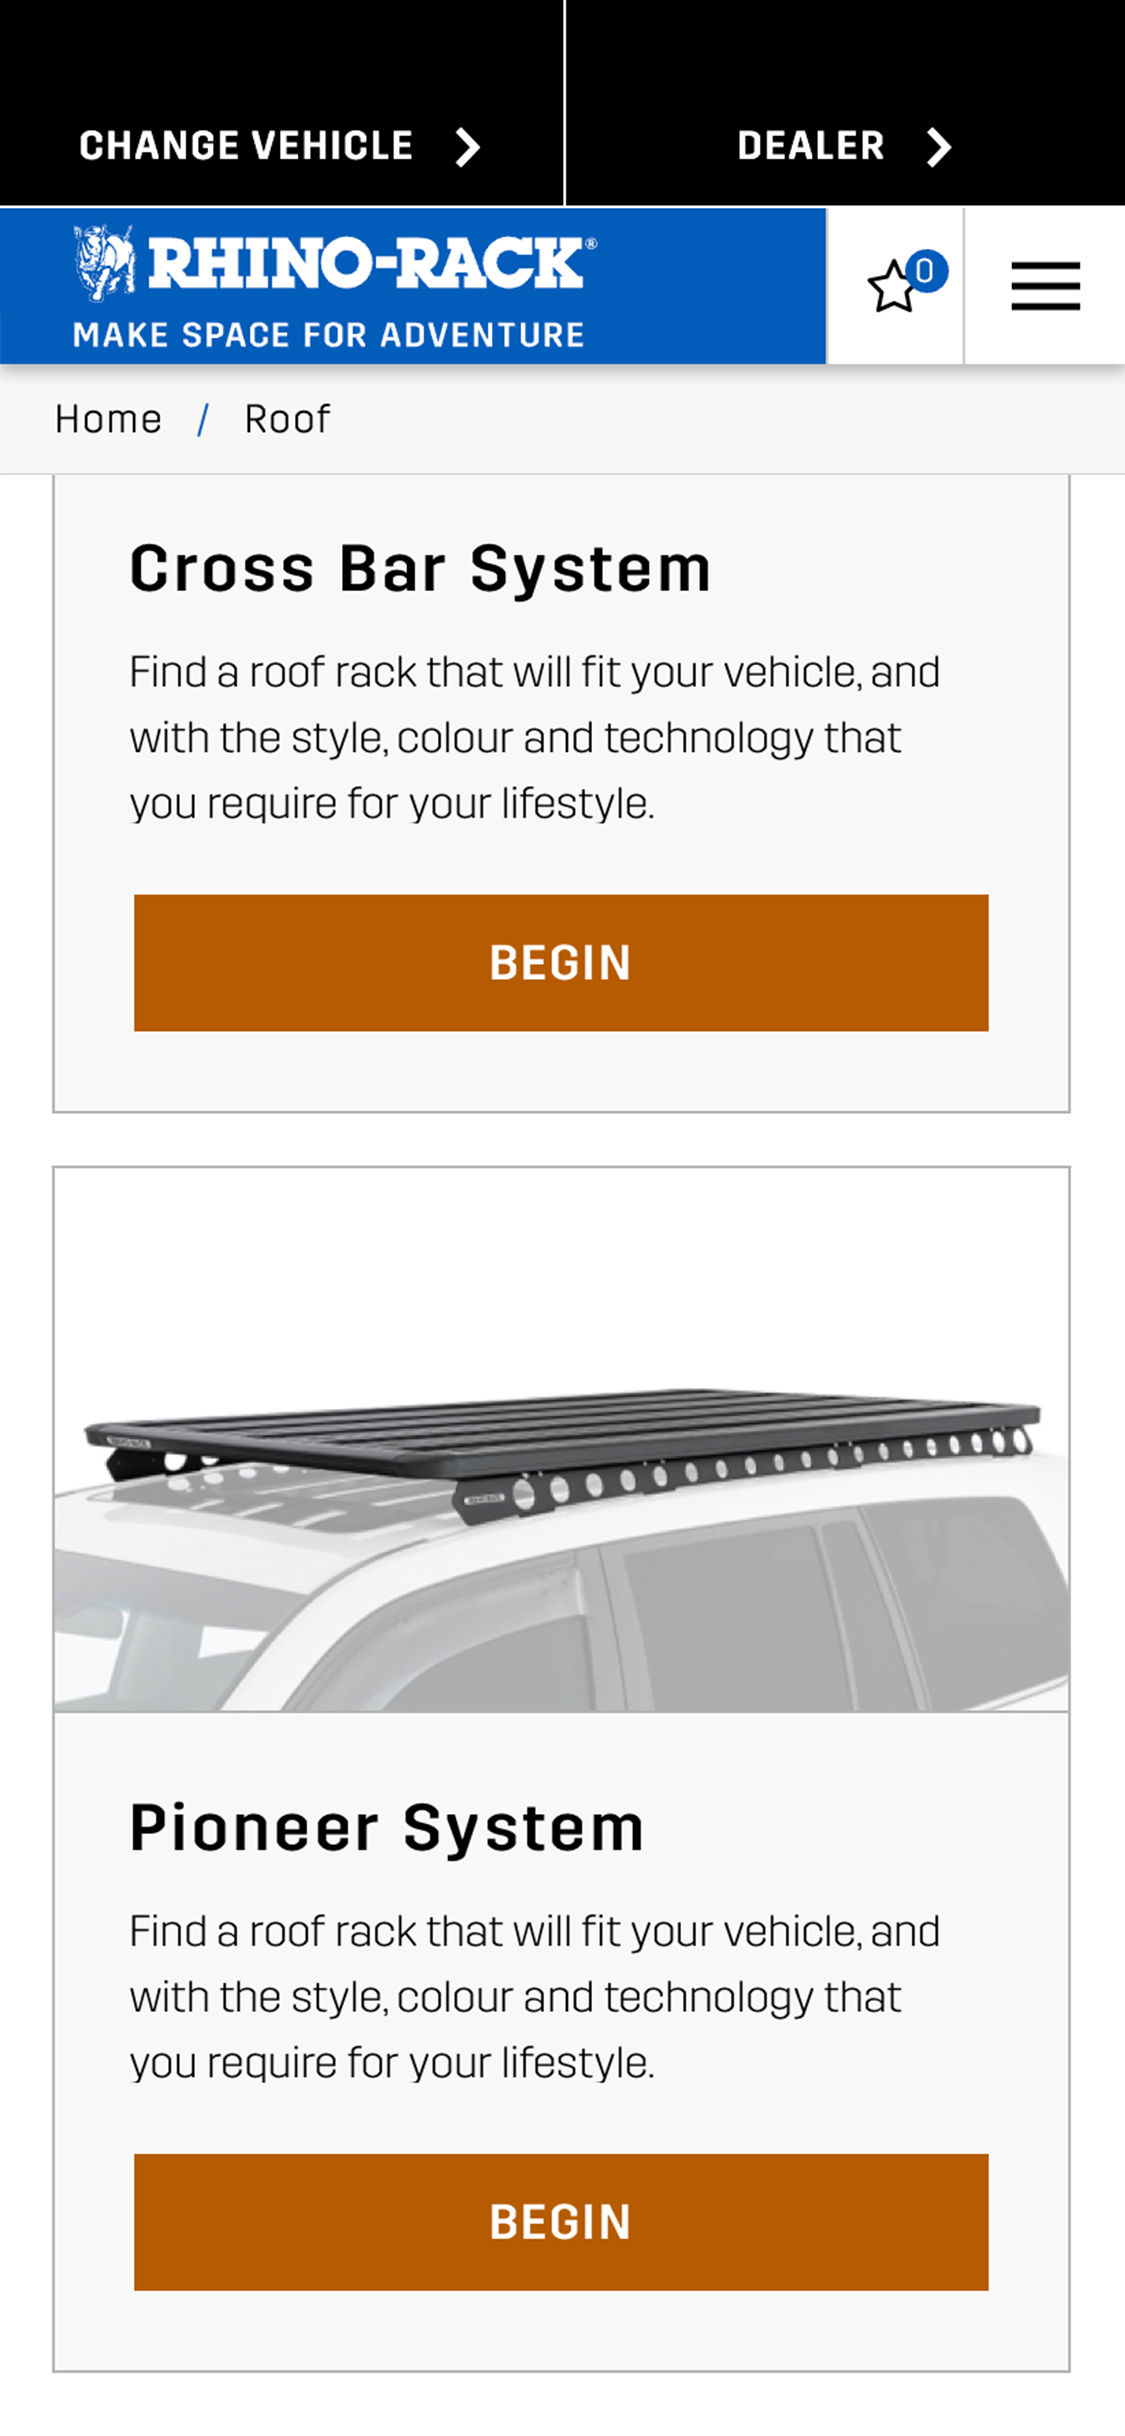 CHANGE VEHICLE
DEALER
RHINO-RACK®
MAKE SPACE FOR ADVENTURE
0
Home / Roof
Cross Bar System
Find a roof rack that will fit your vehicle, and
with the style, colour and technology that
you require for your lifestyle.
BEGIN
Pioneer System
Find a roof rack that will fit your vehicle, and
with the style, colour and technology that
you require for your lifestyle.
BEGIN